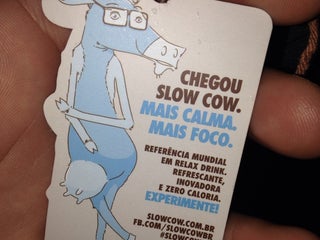 CHEGOU
SLOW COW.
MAIS CALMA.
MAIS FOCO.
REFERÊNCIA MUNDIAL
EM RELAX DRINK.
REFRESCANTE,
INOVADORA
E ZERO CALORIA.
EXPERIMENTE!
SLOWCOW.COM.BR
FB.COM/SLOWCOWBR